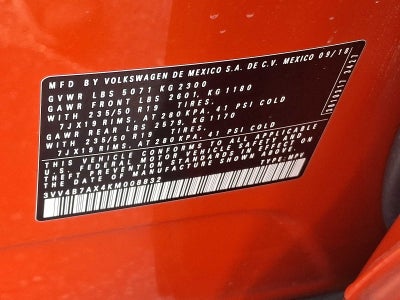 MFD BY VOLKSWAGEN DE MEXICO S.A. DE C.V. MEXICO 09/18
GVWR LBS 5071 KG 2300
GAWR FRONT LBS 2601, KG 1180
WITH 235/50 R19 TIRES,
7JX19 RIMS, AT 280 KPA, 41 PSI COLD
GAWR REAR LBS 2579, KG 1170
WITH 235/50 R19 TIRES,
7JX19 RIMS, AT 280 KPA, 41 PSI COLD
THIS VEHICLE CONFORMS TO ALL APPLICABLE
U.S. FEDERAL MOTOR VEHICLE SAFETY AND
THEFT PREVENTION STANDARDS IN EFFECT ON
THE DATE OF MANUFACTURE SHOWN ABOVE.
3VV4B7AX4KM008832 TYPE: MPV